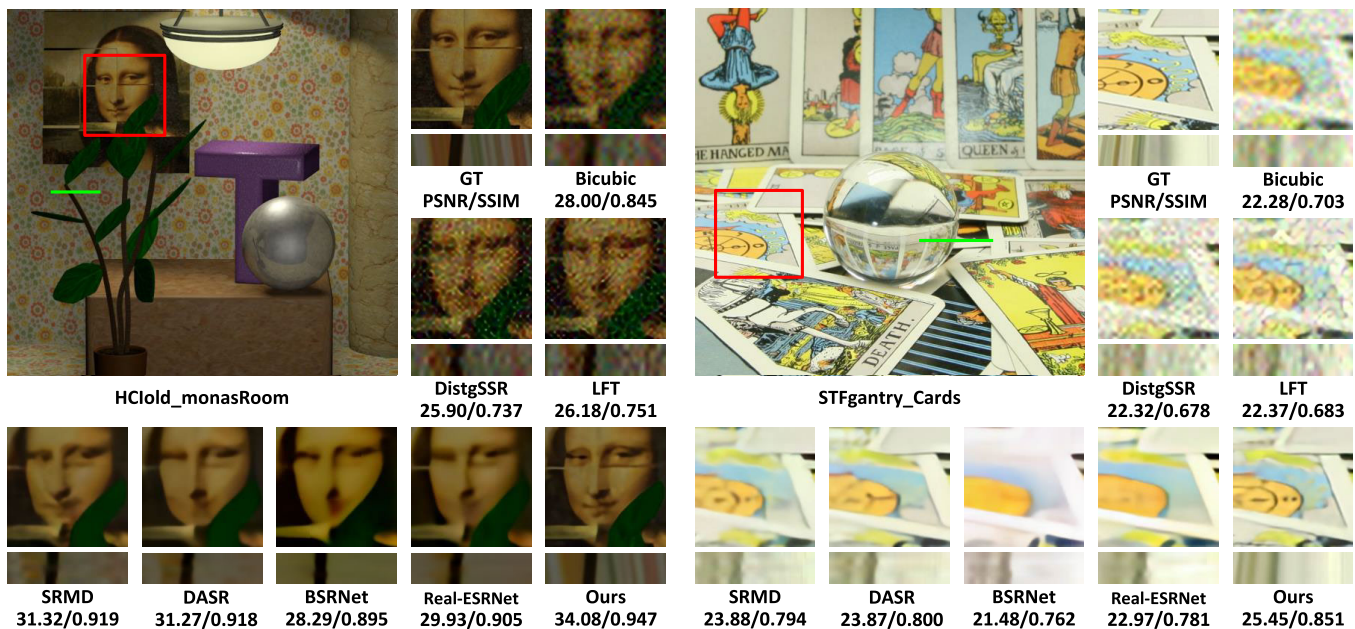 GT
PSNR/SSIM
Bicubic
28.00/0.845
DistgSSR
25.90/0.737
LFT
26.18/0.751
HCIold_monasRoom
SRMD
31.32/0.919
DASR
31.27/0.918
BSRNet
28.29/0.895
Real-ESRNet
29.93/0.905
Ours
34.08/0.947
HE HANGED MA
QUEEN
DEATH.
GT
PSNR/SSIM
Bicubic
22.28/0.703
DistgSSR
22.32/0.678
LFT
22.37/0.683
STFgantry_Cards
SRMD
23.88/0.794
DASR
23.87/0.800
BSRNet
21.48/0.762
Real-ESRNet
22.97/0.781
Ours
25.45/0.851